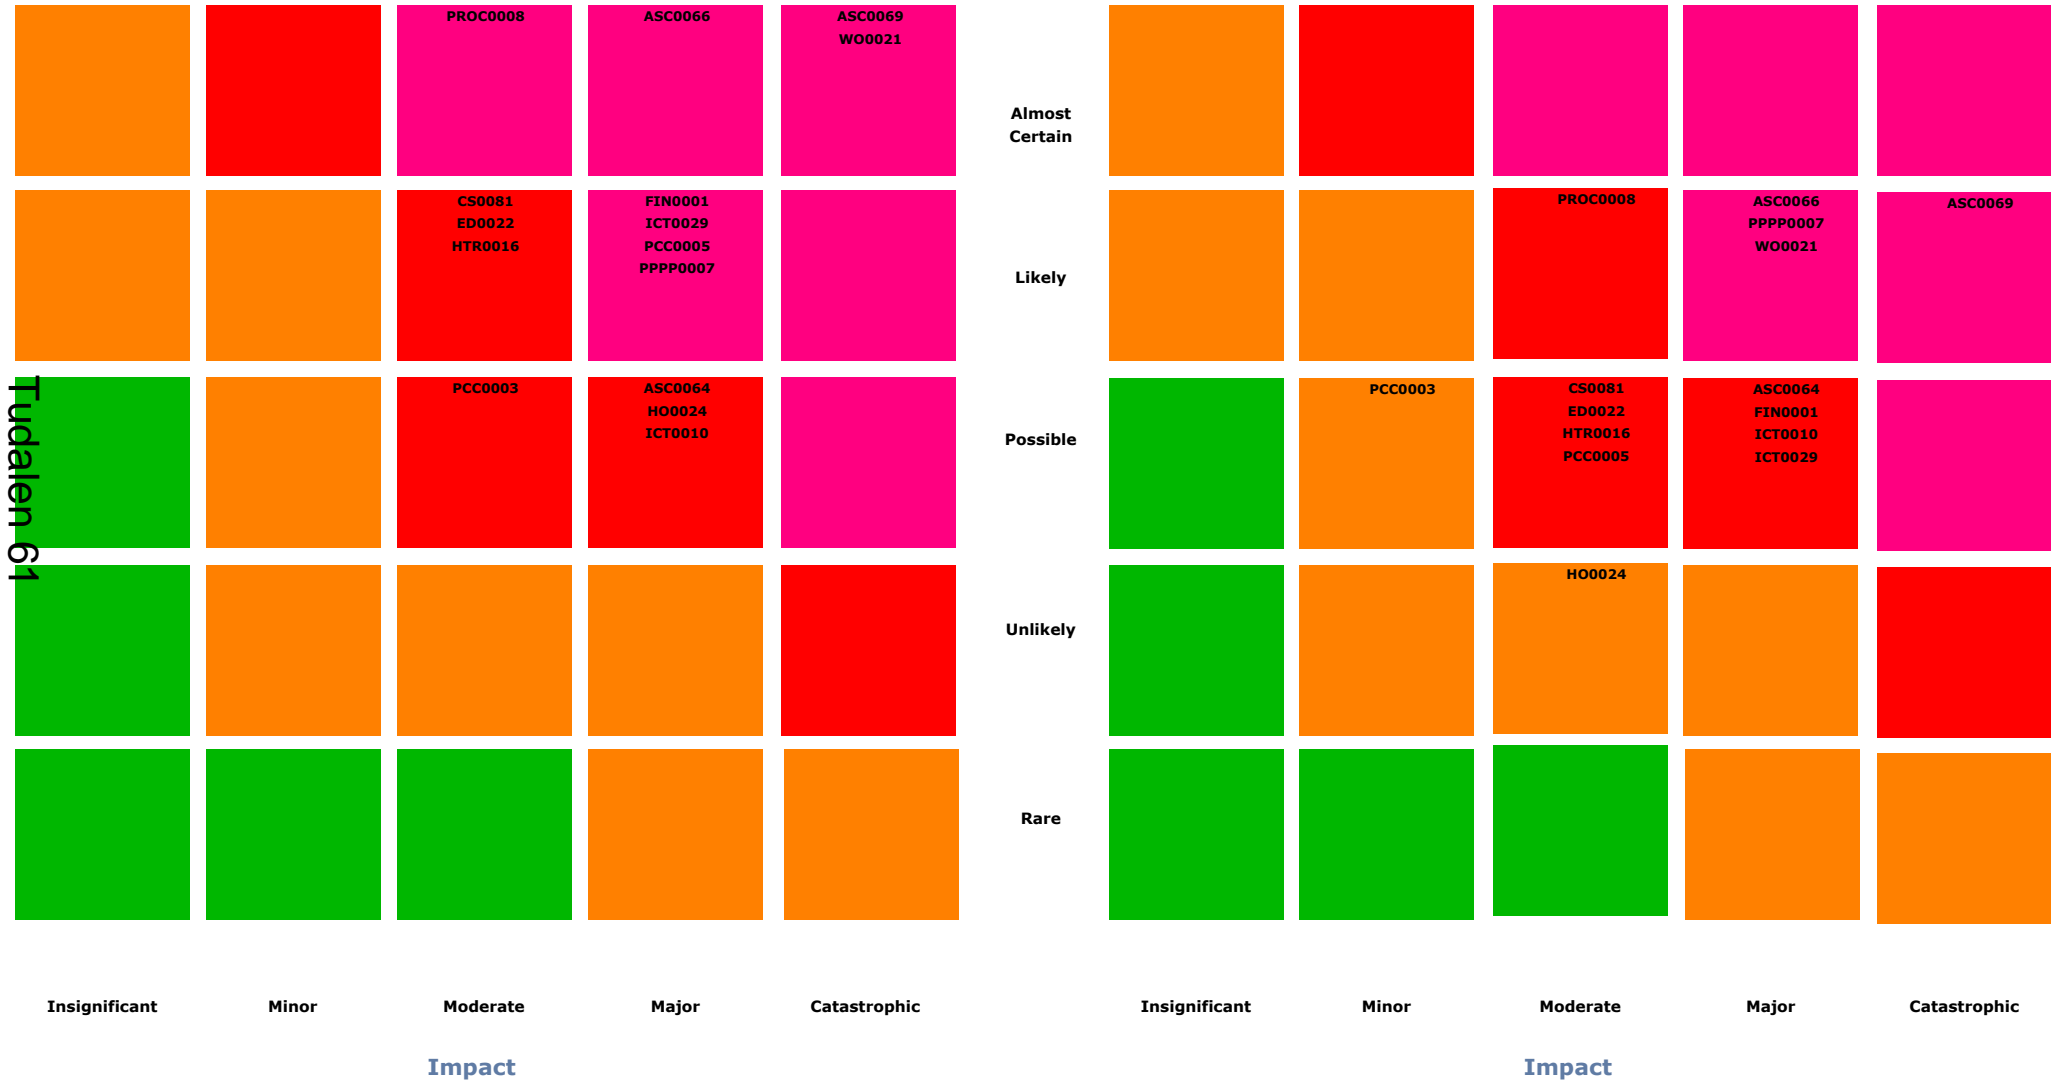 PROC0008
ASC0066
ASC0069
WO0021
CS0081
ED0022
HTR0016
FIN0001
ICT0029
PCC0005
PPPP0007
PCC0003
ASC0064
HO0024
ICT0010
Insignificant
Minor
Moderate
Major
Catastrophic
Impact
Tudalen 61
Almost
Certain
Likely
Possible
Unlikely
Rare
PROC0008
ASC0066
PPPP0007
WO0021
ASC0069
PCC0003
CS0081
ED0022
HTR0016
PCC0005
ASC0064
FIN0001
ICT0010
ICT0029
HO0024
Insignificant
Minor
Moderate
Major
Catastrophic
Impact